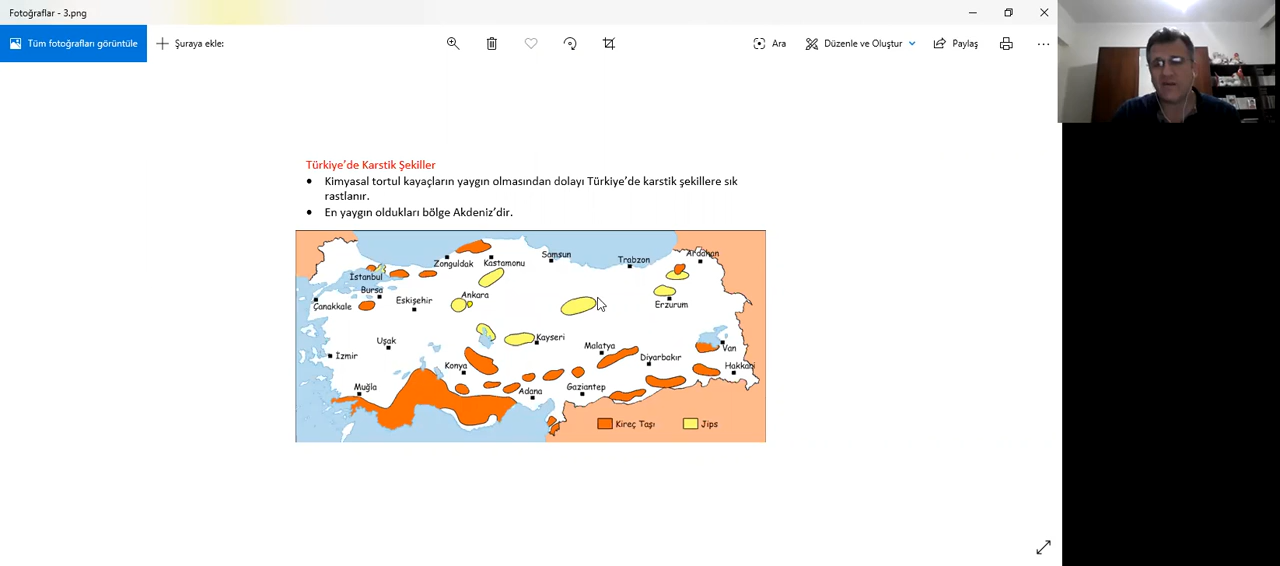 Fotoğraflar - 3.png
Tüm fotoğrafları görüntüle
Şuraya ekle:
Ara
Düzenle ve Oluştur
Paylaş
Türkiye'de Karstik Şekiller
• Kimyasal tortul kayaçların yaygın olmasından dolayı Türkiye'de karstik şekillere sık
rastlanır.
• En yaygın oldukları bölge Akdeniz'dir.
Zonguldak
Kastamonu
Samsun
Trabzon
Ardahan
İstanbul
Bursa
Çanakkale
Eskişehir
Ankara
Erzurum
Uşak
İzmir
Kayseri
Malatya
Diyarbakır
Van
Hakkari
Konya
Muğla
Adana
Gaziantep
Kireç Taşı
Jips